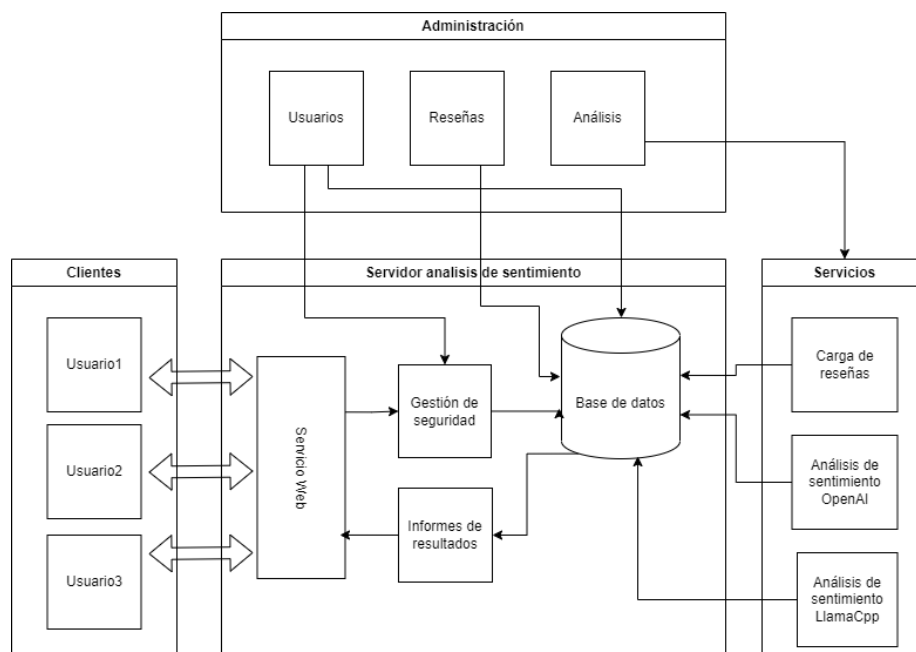 Administración
Usuarios
Reseñas
Análisis
Clientes
Usuario1
Usuario2
Usuario3
Servidor analisis de sentimiento
Servicio Web
Gestión de
seguridad
Informes de
resultados
Base de datos
Servicios
Carga de
reseñas
Análisis de
sentimiento
OpenAI
Análisis de
sentimiento
LlamaCpp